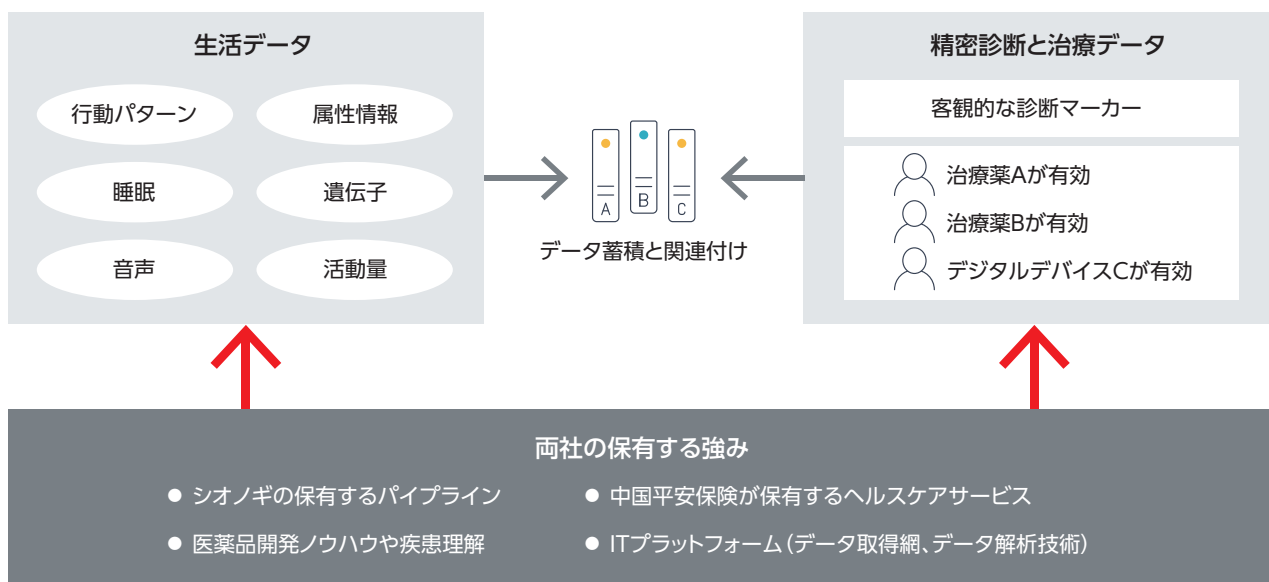 生活データ
行動パターン
属性情報
睡眠
遺伝子
音声
活動量
A
B
C
データ蓄積と関連付け
精密診断と治療データ
客観的な診断マーカー
治療薬Aが有効
治療薬Bが有効
デジタルデバイスCが有効
両社の保有する強み
● シオノギの保有するパイプライン
● 医薬品開発ノウハウや疾患理解
● 中国平安保険が保有するヘルスケアサービス
● ITプラットフォーム(データ取得網、データ解析技術)